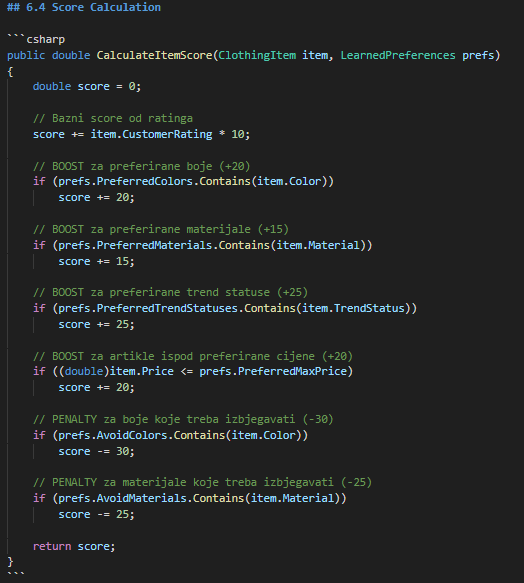 ## 6.4 Score Calculation
```csharp
public double CalculateItemScore(ClothingItem item, LearnedPreferences prefs)
{
    double score = 0;

    // Bazni score od ratinga
    score += item.CustomerRating * 10;

    // BOOST za preferirane boje (+20)
    if (prefs.PreferredColors.Contains(item.Color))
        score += 20;

    // BOOST za preferirane materijale (+15)
    if (prefs.PreferredMaterials.Contains(item.Material))
        score += 15;

    // BOOST za preferirane trend statuse (+25)
    if (prefs.PreferredTrendStatuses.Contains(item.TrendStatus))
        score += 25;

    // BOOST za artikle ispod preferirane cijene (+20)
    if ((double)item.Price <= prefs.PreferredMaxPrice)
        score += 20;

    // PENALTY za boje koje treba izbjegavati (-30)
    if (prefs.AvoidColors.Contains(item.Color))
        score -= 30;

    // PENALTY za materijale koje treba izbjegavati (-25)
    if (prefs.AvoidMaterials.Contains(item.Material))
        score -= 25;

    return score;
}
```